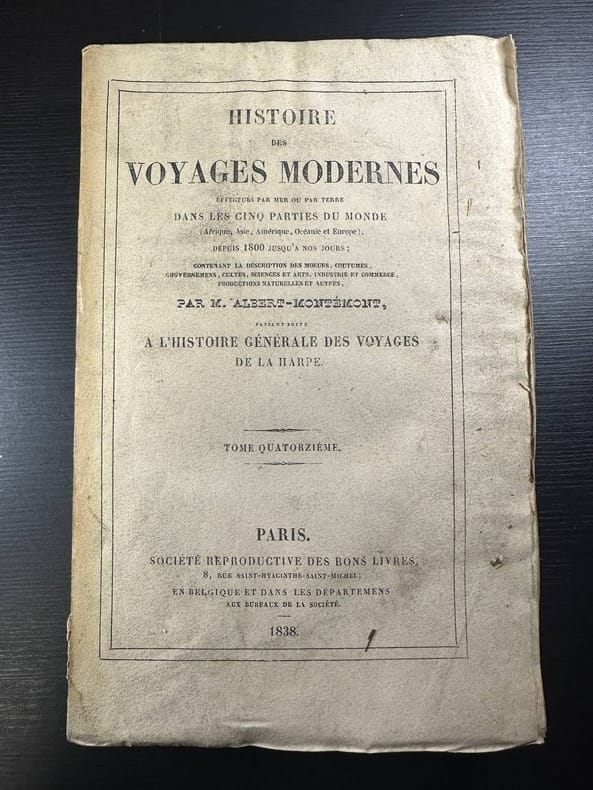 HISTOIRE
DES
VOYAGES MODERNES
EFFECTUÉS PAR MER OU PAR TERRE
DANS LES CINQ PARTIES DU MONDE
(Afrique, Asie, Amérique, Océanie et Europe),
DEPUIS 1800 JUSQU'A NOS JOURS;
CONTENANT LA DESCRIPTION DES MOEURS, COUTUMES,
GOUVERNEMENS, CULTES, SCIENCES ET ARTS, INDUSTRIE ET COMMERCE,
PRODUCTIONS NATURELLES ET AUTRES,
PAR M. ALBERT-MONTÉMONT,
FAISANT SUITE
A L'HISTOIRE GÉNÉRALE DES VOYAGES
DE LA HARPE.
TOME QUATORZIÈME.
PARIS.
SOCIÉTÉ REPRODUCTIVE DES BONS LIVRES,
8, RUE SAINT-HYACINTHE-SAINT-MICHEL;
EN BELGIQUE ET DANS LES DÉPARTEMENS
AUX BUREAUX DE LA SOCIÉTÉ.
1838.